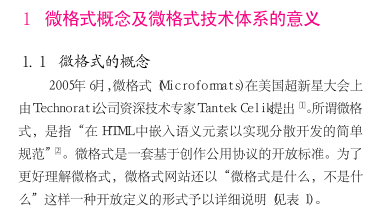 1 微格式概念及微格式技术体系的意义
1.1 微格式的概念
2005年6月,微格式(Microformats)在美国超新星大会上
由Technorati公司资深技术专家Tantek Celik提出[1]。所谓微格
式，是指“在HTML中嵌入语义元素以实现分散开发的简单
规范”[2]。微格式是一套基于创作公用协议的开放标准。为了
更好理解微格式，微格式网站还以“微格式是什么，不是什
么”这样一种开放定义的形式予以详细说明(见表1)。